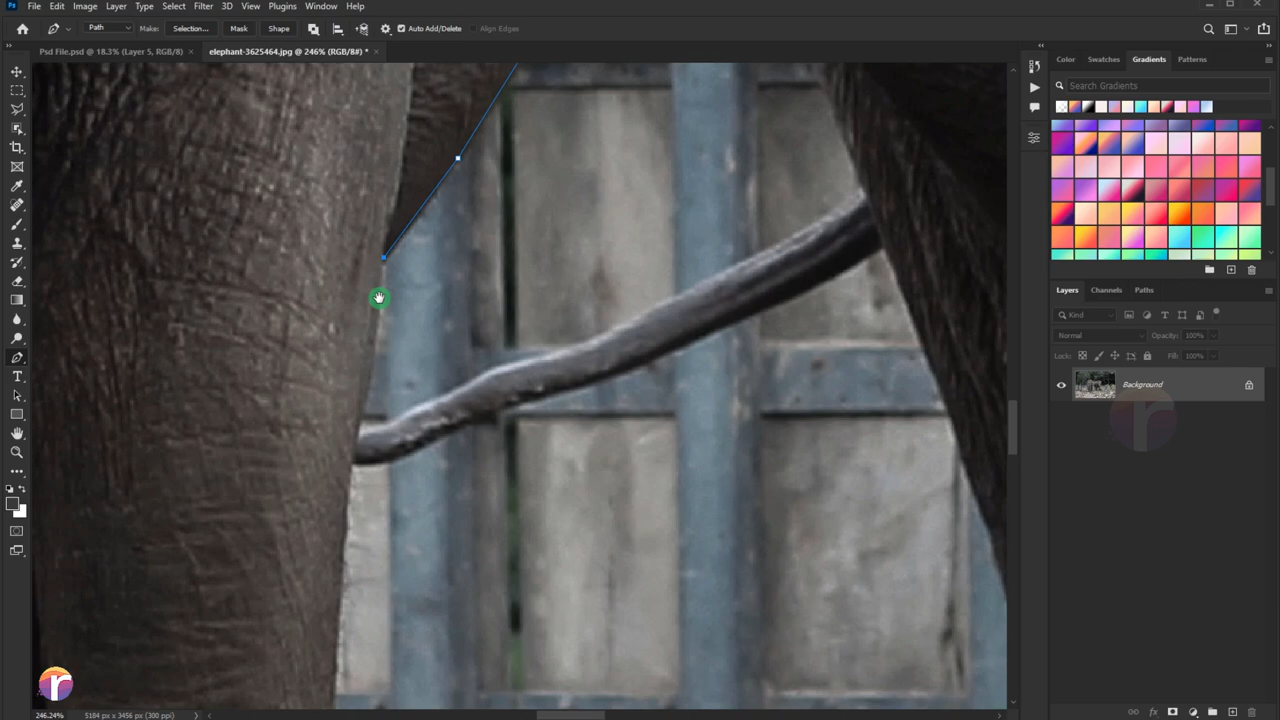 Ps File Edit Image Layer Type Select Filter 3D View Plugins Window Help
Path Make: Selection... Mask Shape Auto Add/Delete Align Edges
Psd File.psd @ 18.3% (Layer 5, RGB/8) × elephant-3625464.jpg @ 246% (RGB/8#) * ×
Color Swatches Gradients Patterns
Search Gradients
Layers Channels Paths
Kind
Normal Opacity: 100%
Lock: Fill: 100%
Background
r
r
246.24% 5184 px x 3456 px (300 ppi)